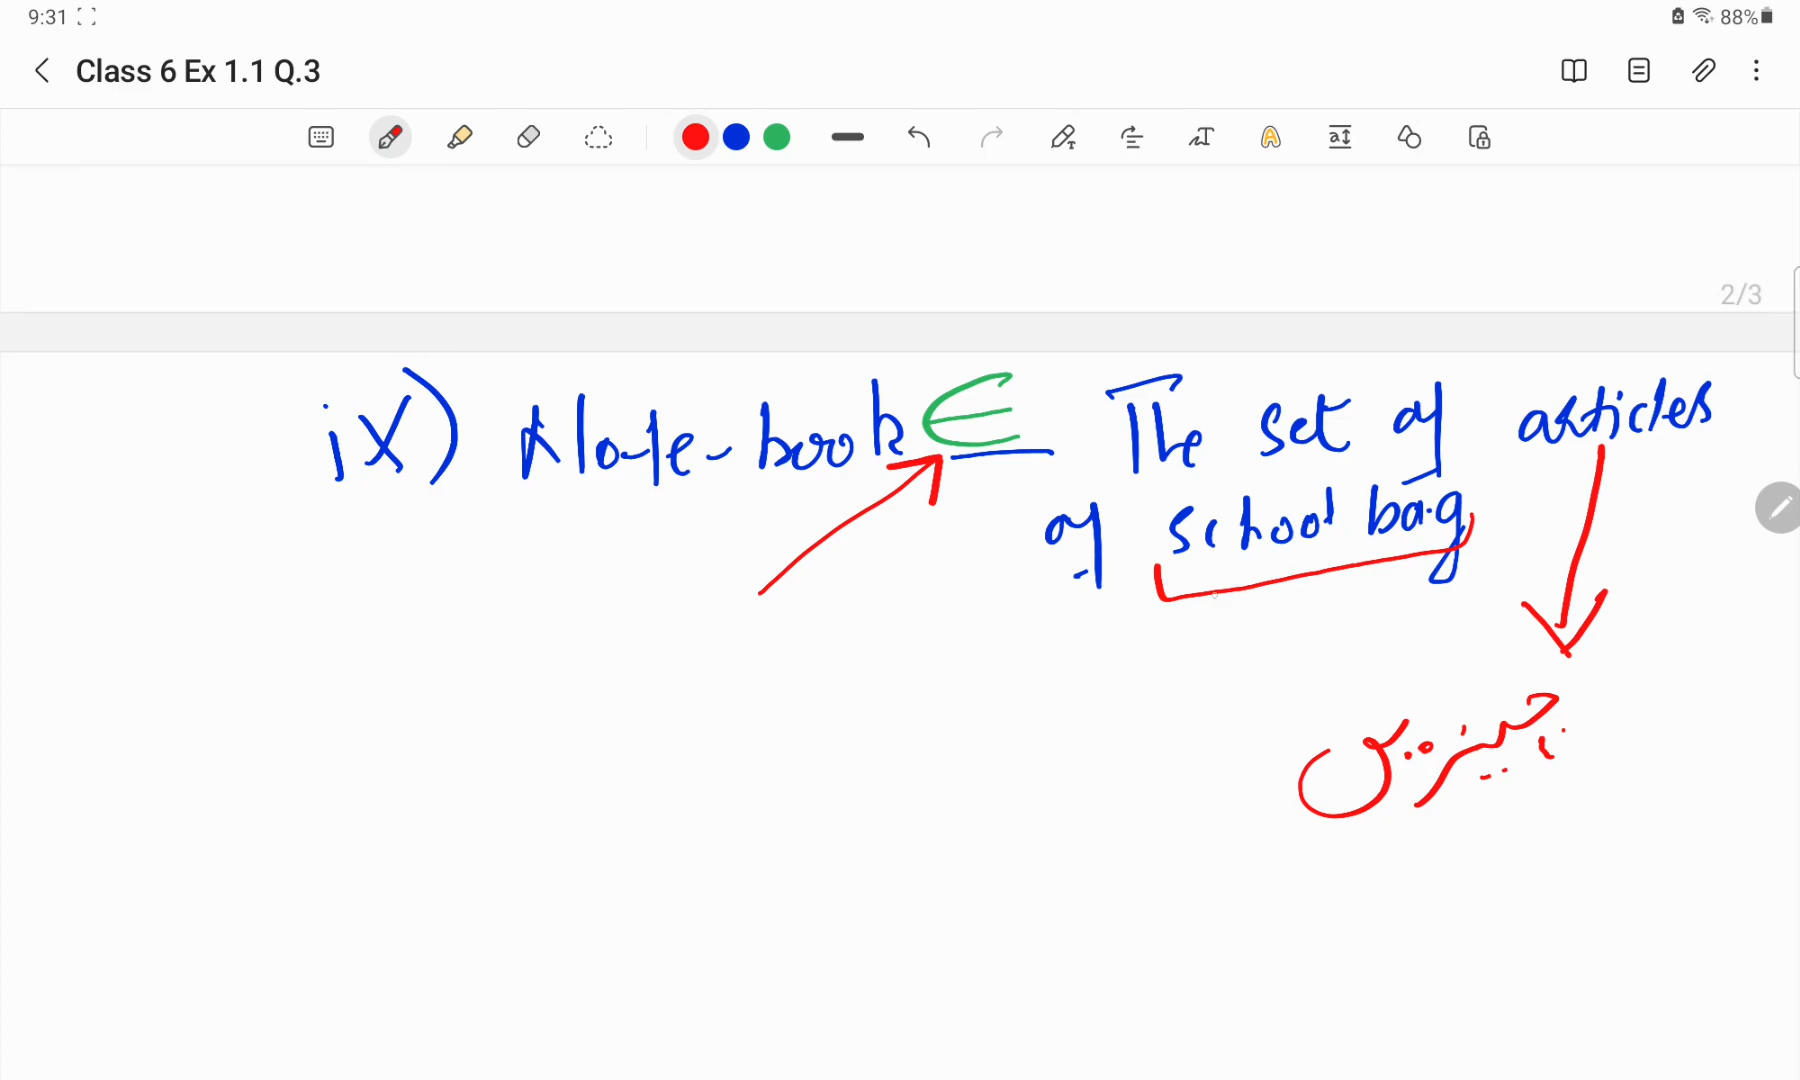 9:31
88%
Class 6 Ex 1.1 Q.3
2/3
ix) Note-book ∈ The set of articles
of school bag
چیزوں